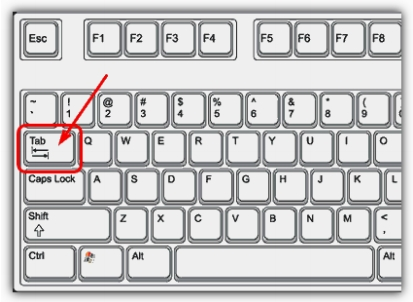 Esc F1 F2 F3 F4 F5 F6 F7 F8
~ ! @ # $ % ^ & * (
` 1 2 3 4 5 6 7 8 9
Tab Q W E R T Y U I O
Caps Lock A S D F G H J K L
Shift Z X C V B N M <
,
Ctrl Alt Alt